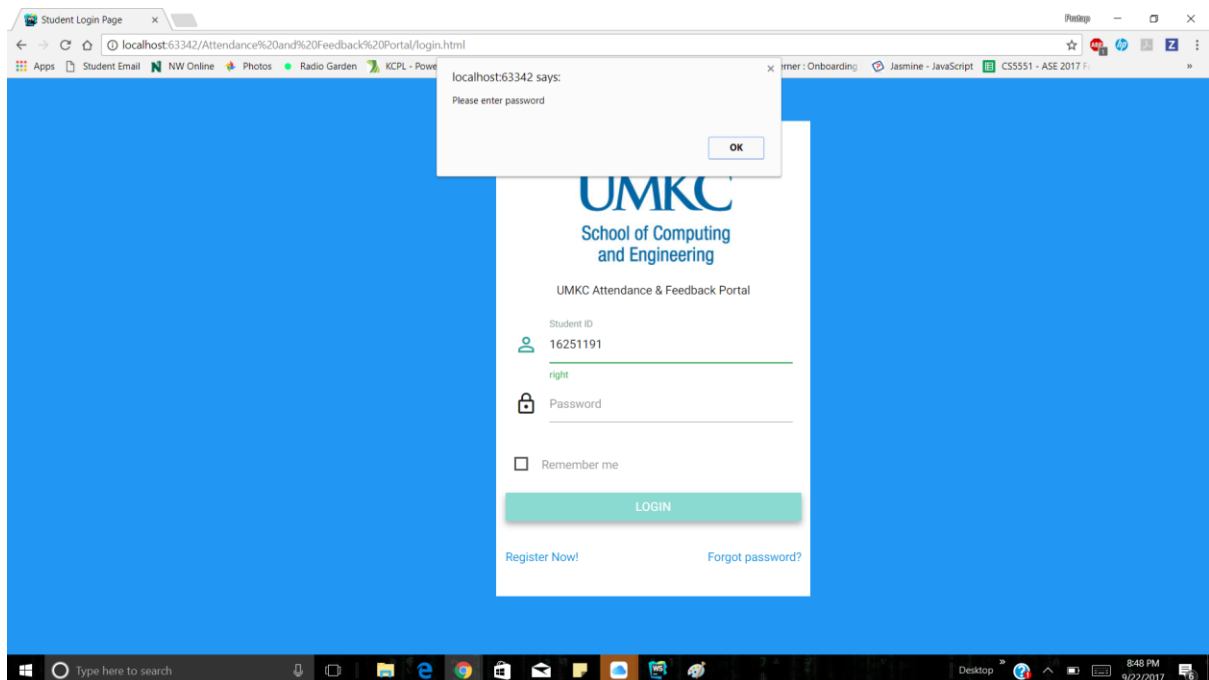 Student Login Page
localhost:63342/Attendance%20and%20Feedback%20Portal/login.html
Apps Student Email NW Online Photos Radio Garden KCPL - Powe : Onboarding Jasmine - JavaScript CS5551 - ASE 2017
localhost:63342 says:
Please enter password
OK
UMKC
School of Computing
and Engineering
UMKC Attendance & Feedback Portal
Student ID
16251191
right
Password
Remember me
LOGIN
Register Now! Forgot password?
Type here to search
Desktop
8:48 PM
9/22/2017